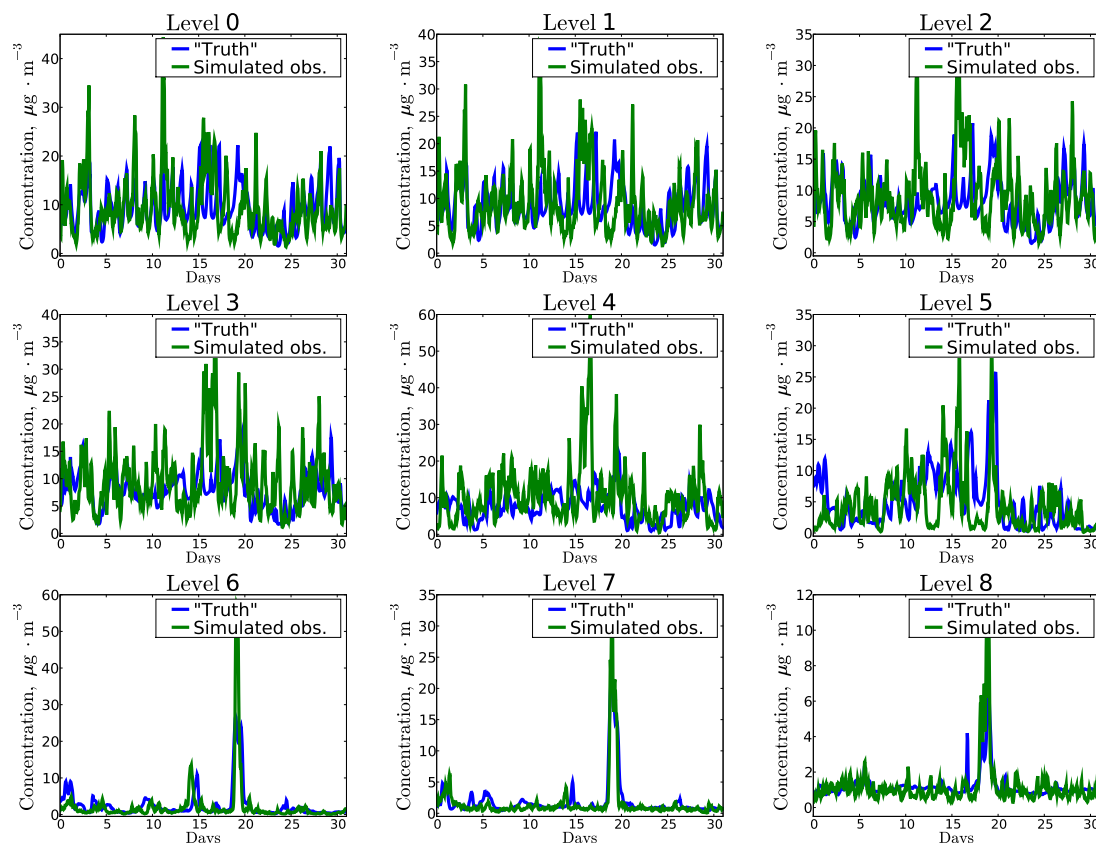 Level 0
Concentration, μg · m⁻³
45
40
35
30
25
20
15
10
5
0
"Truth"
Simulated obs.
0 5 10 15 20 25 30
Days
Level 1
Concentration, μg · m⁻³
40
35
30
25
20
15
10
5
0
"Truth"
Simulated obs.
0 5 10 15 20 25 30
Days
Level 2
Concentration, μg · m⁻³
35
30
25
20
15
10
5
0
"Truth"
Simulated obs.
0 5 10 15 20 25 30
Days
Level 3
Concentration, μg · m⁻³
40
35
30
25
20
15
10
5
0
"Truth"
Simulated obs.
0 5 10 15 20 25 30
Days
Level 4
Concentration, μg · m⁻³
60
50
40
30
20
10
0
"Truth"
Simulated obs.
0 5 10 15 20 25 30
Days
Level 5
Concentration, μg · m⁻³
35
30
25
20
15
10
5
0
"Truth"
Simulated obs.
0 5 10 15 20 25 30
Days
Level 6
Concentration, μg · m⁻³
60
50
40
30
20
10
0
"Truth"
Simulated obs.
0 5 10 15 20 25 30
Days
Level 7
Concentration, μg · m⁻³
35
30
25
20
15
10
5
0
"Truth"
Simulated obs.
0 5 10 15 20 25 30
Days
Level 8
Concentration, μg · m⁻³
12
10
8
6
4
2
0
"Truth"
Simulated obs.
0 5 10 15 20 25 30
Days